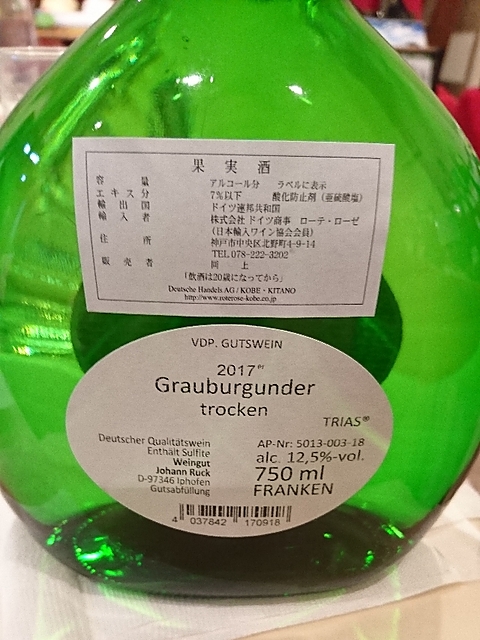 果実酒
容量 アルコール分 ラベルに表示
エキス分 7%以下 酸化防止剤(亜硫酸塩)
輸出国 ドイツ連邦共和国
輸入者 株式会社 ドイツ商事 ローテ・ローゼ
(日本輸入ワイン協会会員)
住所 神戸市中央区北野町4-9-14
TEL 078-222-3202
販売者 同上
「飲酒は20歳になってから」
Deutsche Handels AG / KOBE・KITANO
http://www.roterose-kobe.co.jp
VDP. GUTSWEIN
2017er
Grauburgunder
trocken
TRIAS®
Deutscher Qualitätswein
Enthält Sulfite
Weingut
Johann Ruck
D-97346 Iphofen
Gutsabfüllung
AP-Nr: 5013-003-18
alc. 12,5%-vol.
750 ml
FRANKEN
4 037842 170918